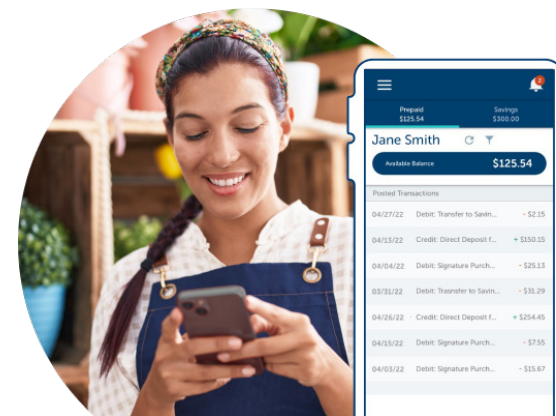 2
Prepaid Savings
$125.54 $300.00
Jane Smith
Available Balance $125.54
Posted Transactions
04/27/22 Debit: Transfer to Savin... - $2.15
04/13/22 Credit: Direct Deposit f... + $150.15
04/04/22 Debit: Signature Purch... - $25.13
03/31/22 Debit: Trasnsfer to Savin... - $31.29
04/26/22 - Credit: Direct Deposit f... + $254.45
04/15/22 Debit: Signature Purch... - $7.55
04/03/22 Debit: Signature Purch... - $15.67